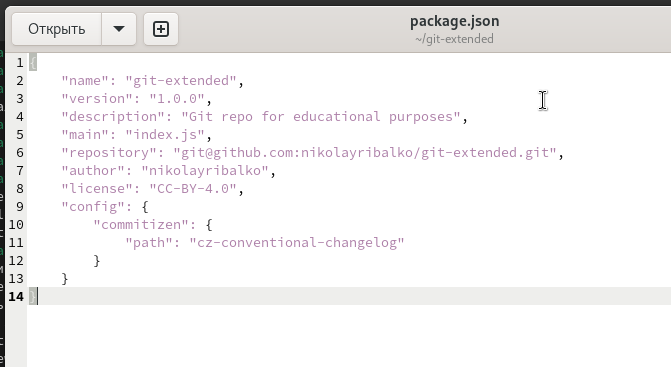 Открыть
package.json
~/git-extended
1 {
2     "name": "git-extended",
3     "version": "1.0.0",
4     "description": "Git repo for educational purposes",
5     "main": "index.js",
6     "repository": "git@github.com:nikolayribalko/git-extended.git",
7     "author": "nikolayribalko",
8     "license": "CC-BY-4.0",
9     "config": {
10         "commitizen": {
11             "path": "cz-conventional-changelog"
12         }
13     }
14 }